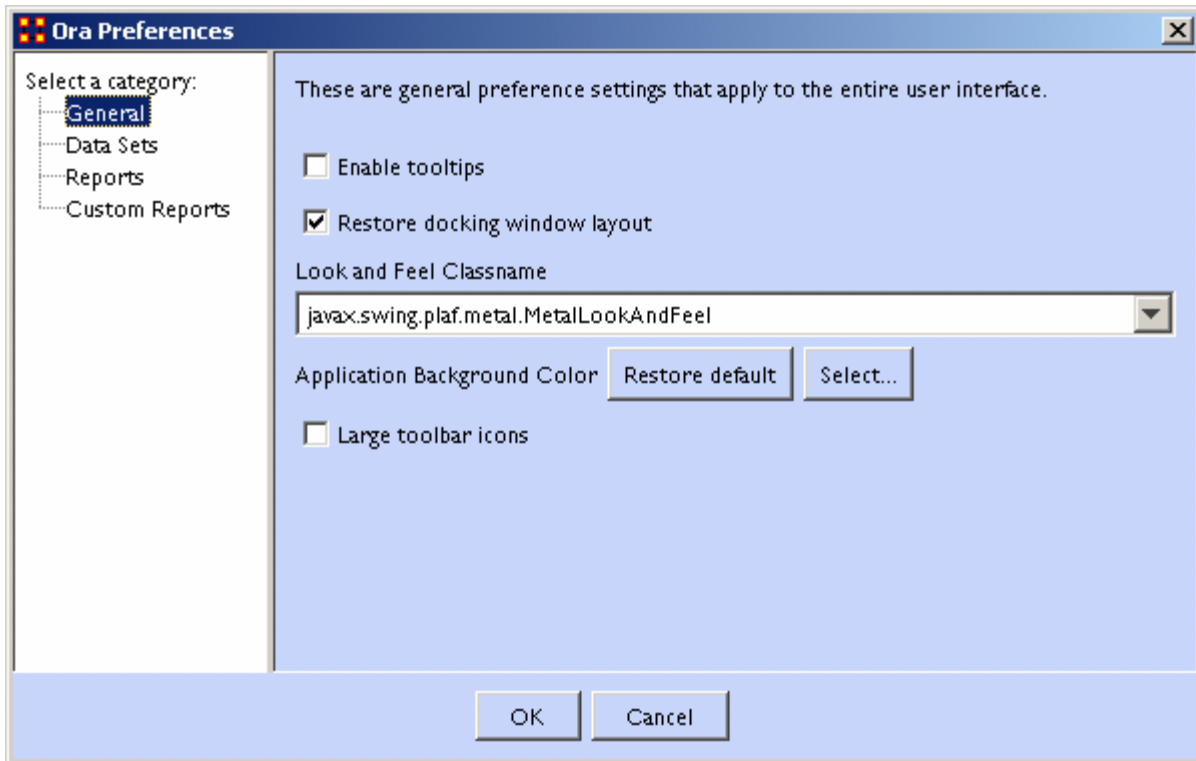 Ora Preferences
Select a category:
General
Data Sets
Reports
Custom Reports
These are general preference settings that apply to the entire user interface.
Enable tooltips
Restore docking window layout
Look and Feel Classname
javax.swing.plaf.metal.MetalLookAndFeel
Application Background Color Restore default Select...
Large toolbar icons
OK Cancel